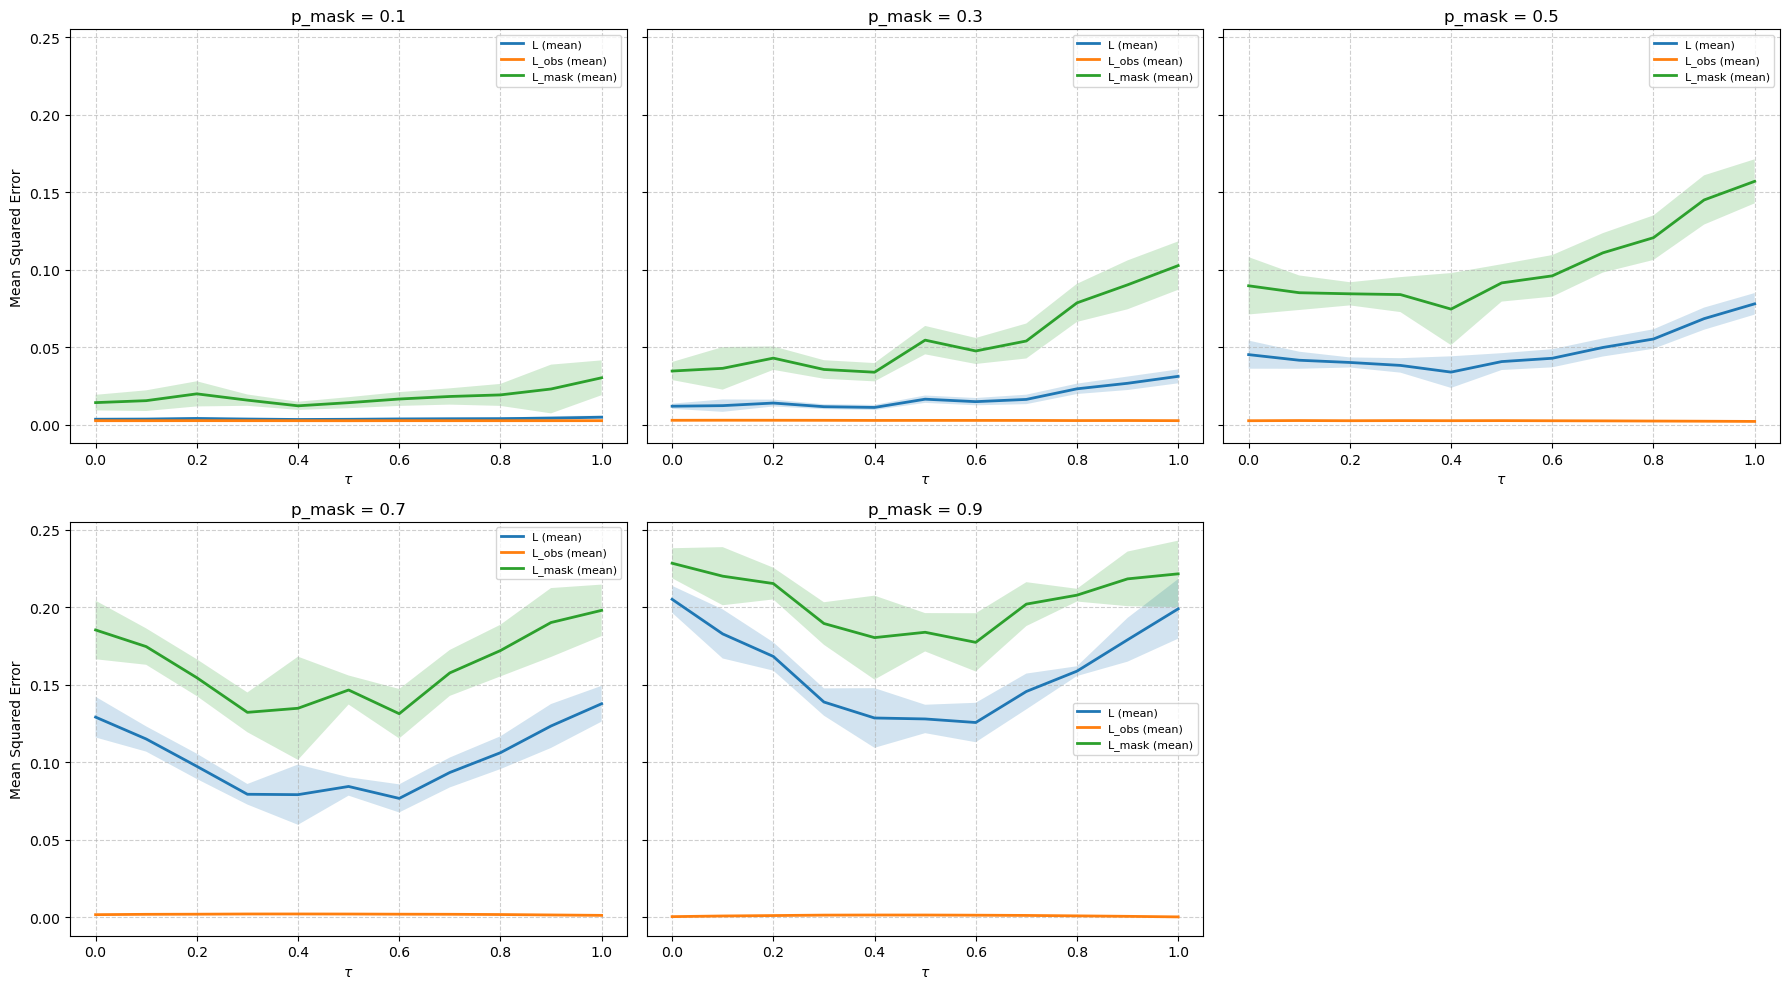 p_mask = 0.1
Mean Squared Error
0.25
0.20
0.15
0.10
0.05
0.00
L (mean)
L_obs (mean)
L_mask (mean)
0.0 0.2 0.4 0.6 0.8 1.0
τ
p_mask = 0.3
L (mean)
L_obs (mean)
L_mask (mean)
0.0 0.2 0.4 0.6 0.8 1.0
τ
p_mask = 0.5
L (mean)
L_obs (mean)
L_mask (mean)
0.0 0.2 0.4 0.6 0.8 1.0
τ
p_mask = 0.7
Mean Squared Error
0.25
0.20
0.15
0.10
0.05
0.00
L (mean)
L_obs (mean)
L_mask (mean)
0.0 0.2 0.4 0.6 0.8 1.0
τ
p_mask = 0.9
L (mean)
L_obs (mean)
L_mask (mean)
0.0 0.2 0.4 0.6 0.8 1.0
τ